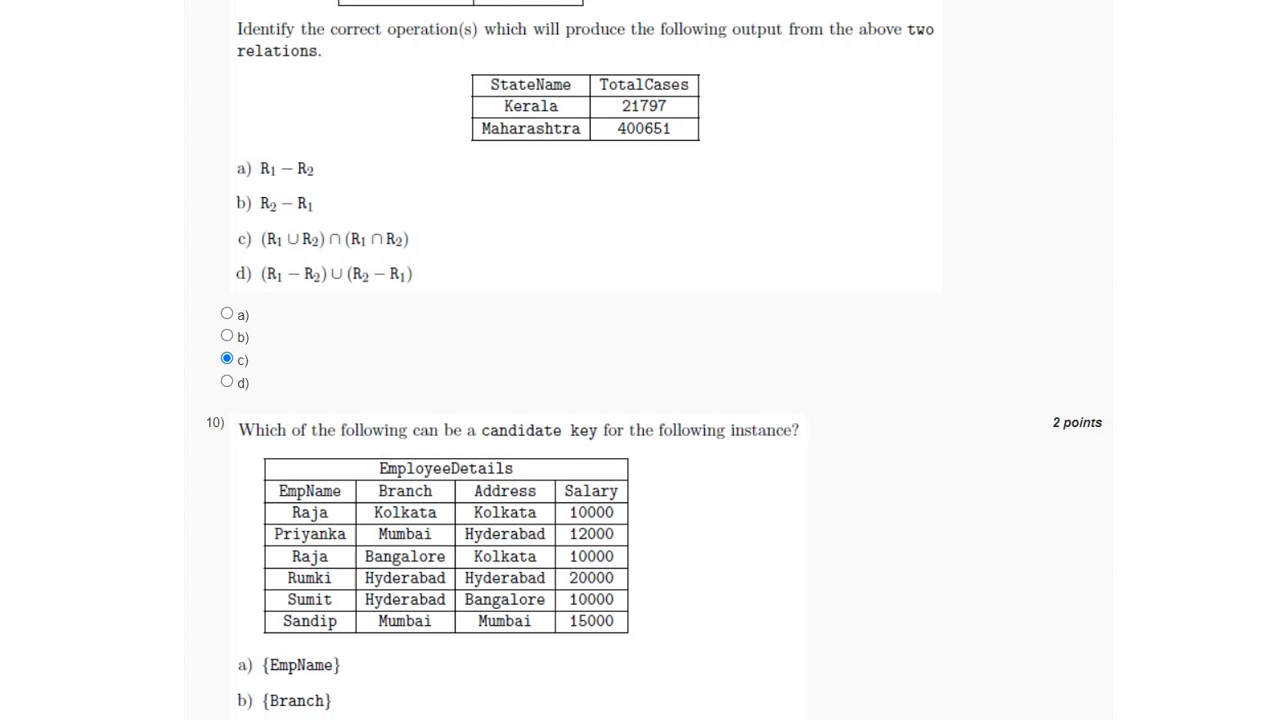 Identify the correct operation(s) which will produce the following output from the above two
relations.
StateName TotalCases
Kerala 21797
Maharashtra 400651
a) R₁ − R₂
b) R₂ − R₁
c) (R₁ ∪ R₂) ∩ (R₁ ∩ R₂)
d) (R₁ − R₂) ∪ (R₂ − R₁)
a)
b)
c)
d)
10) Which of the following can be a candidate key for the following instance? 2 points
EmployeeDetails
EmpName Branch Address Salary
Raja Kolkata Kolkata 10000
Priyanka Mumbai Hyderabad 12000
Raja Bangalore Kolkata 10000
Rumki Hyderabad Hyderabad 20000
Sumit Hyderabad Bangalore 10000
Sandip Mumbai Mumbai 15000
a) {EmpName}
b) {Branch}